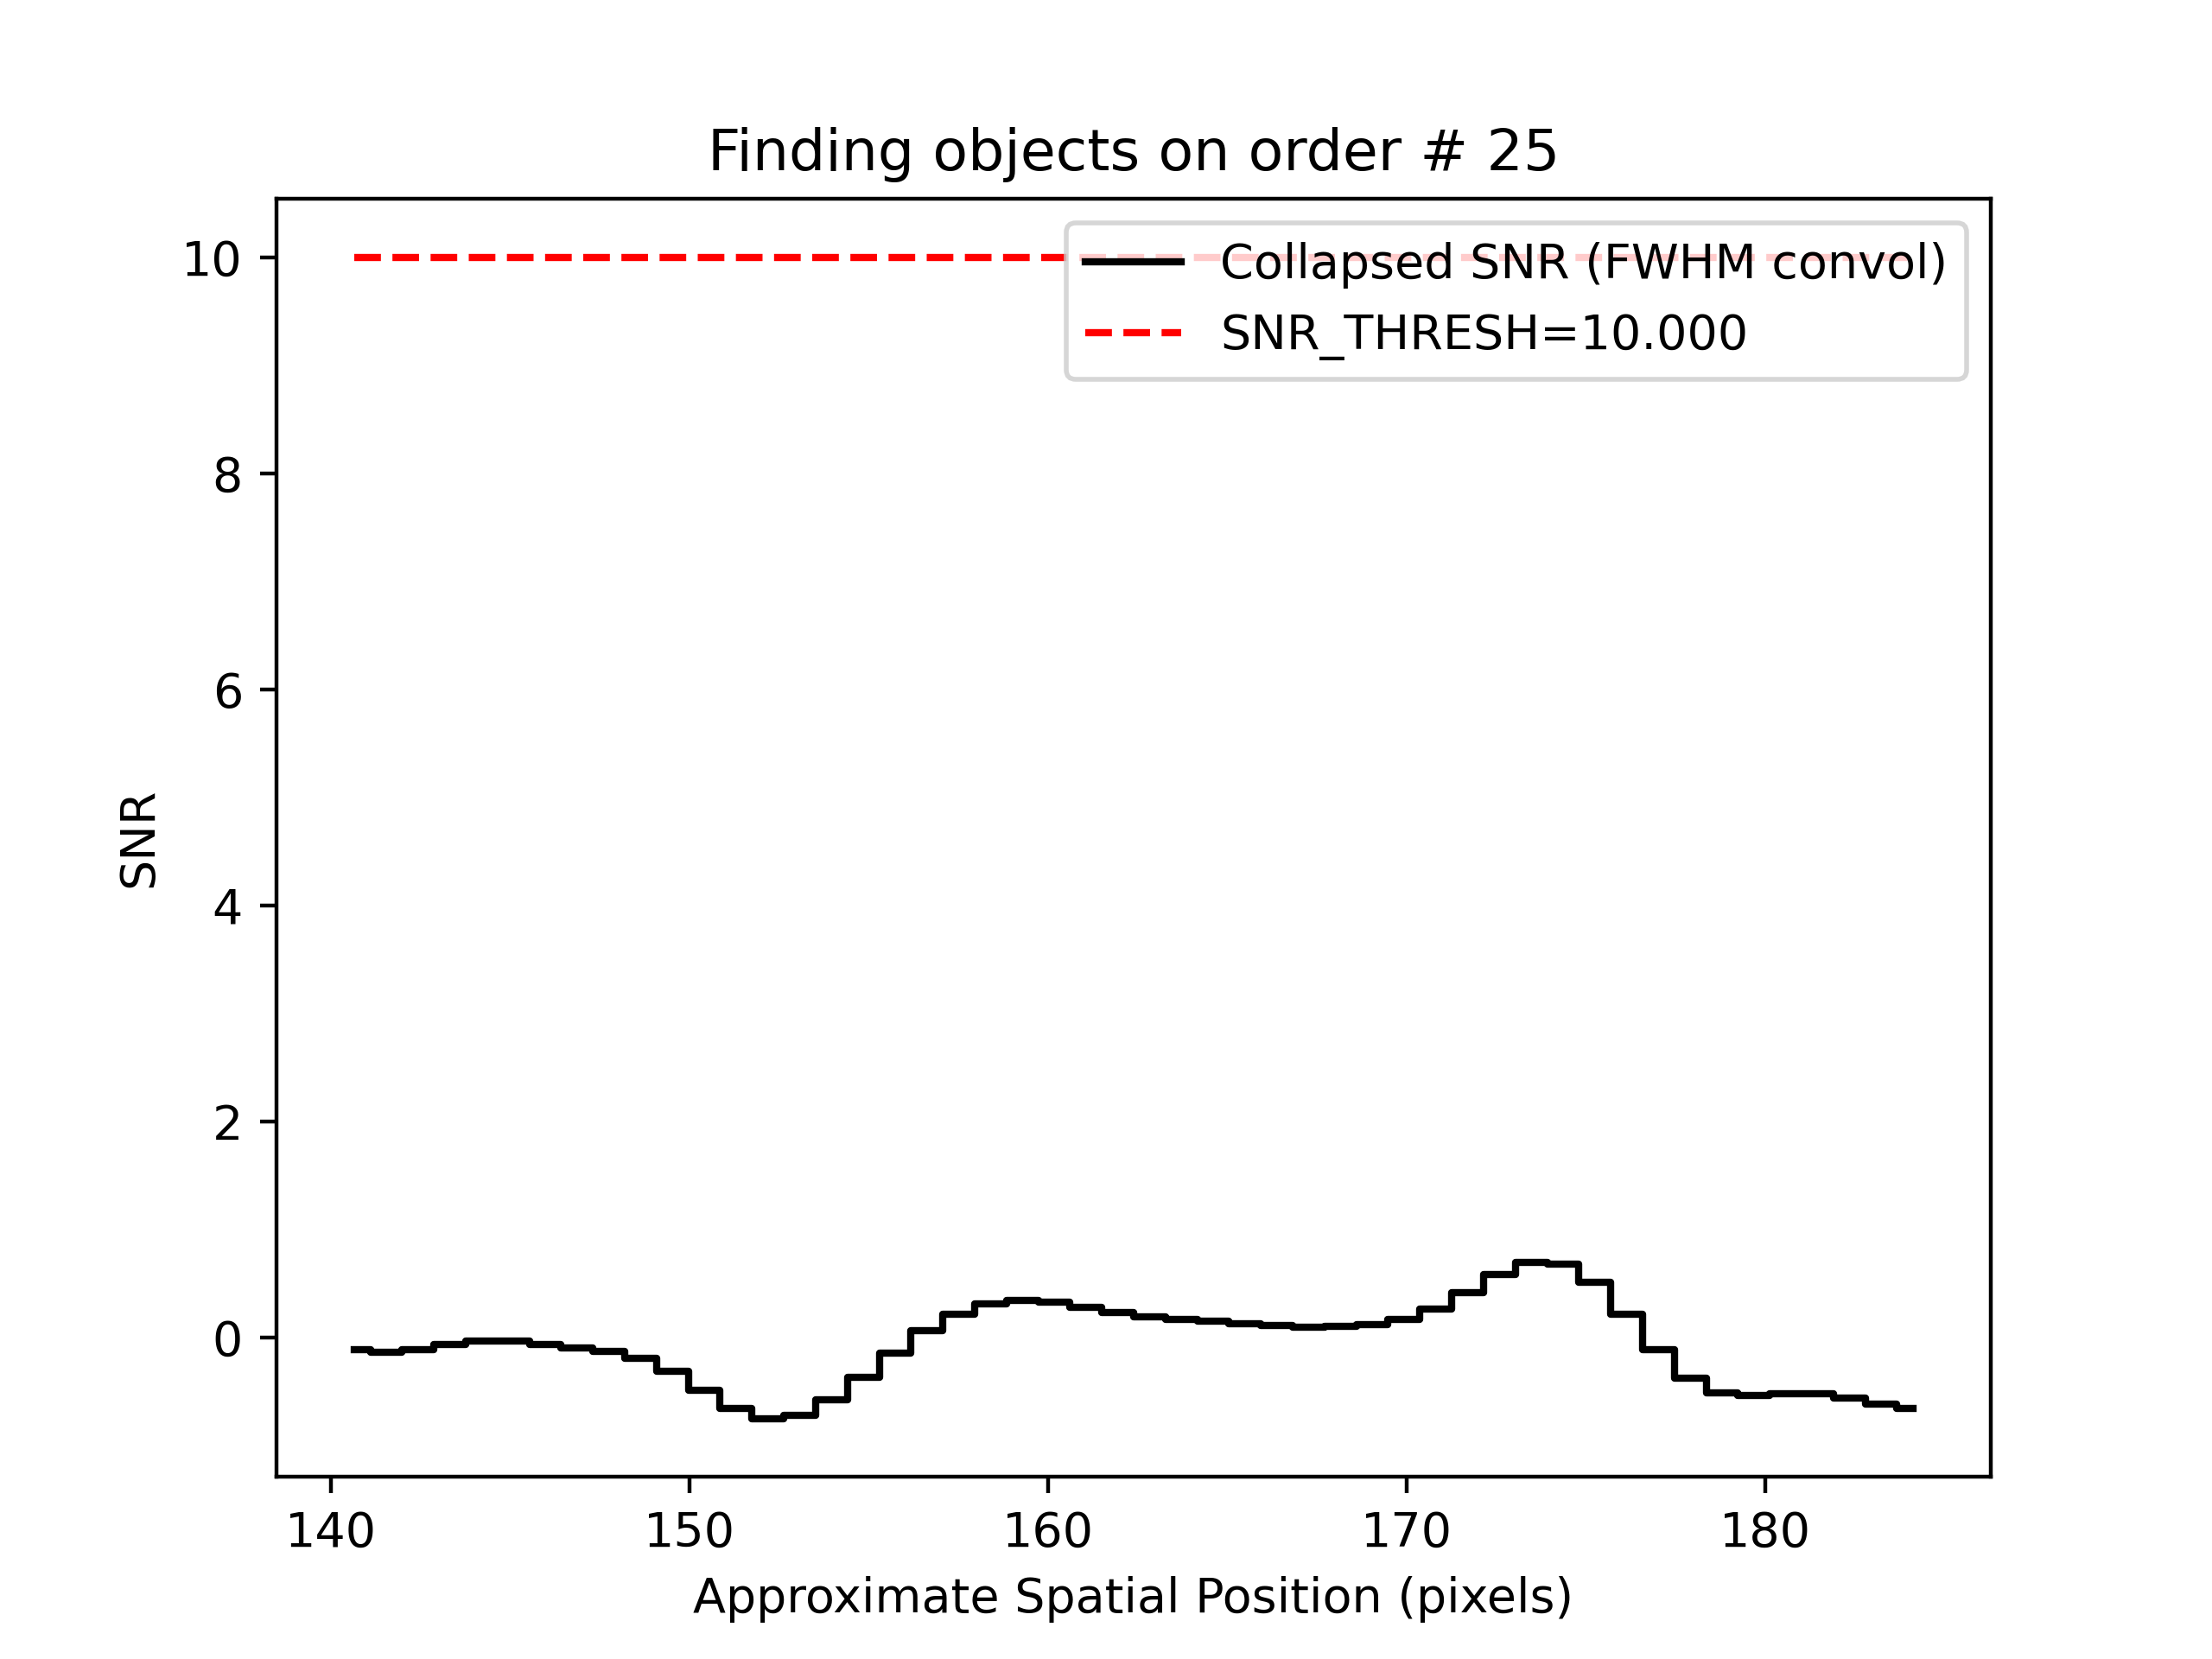 Finding objects on order # 25
Collapsed SNR (FWHM convol)
SNR_THRESH=10.000
10
8
6
4
2
0
SNR
140 150 160 170 180
Approximate Spatial Position (pixels)